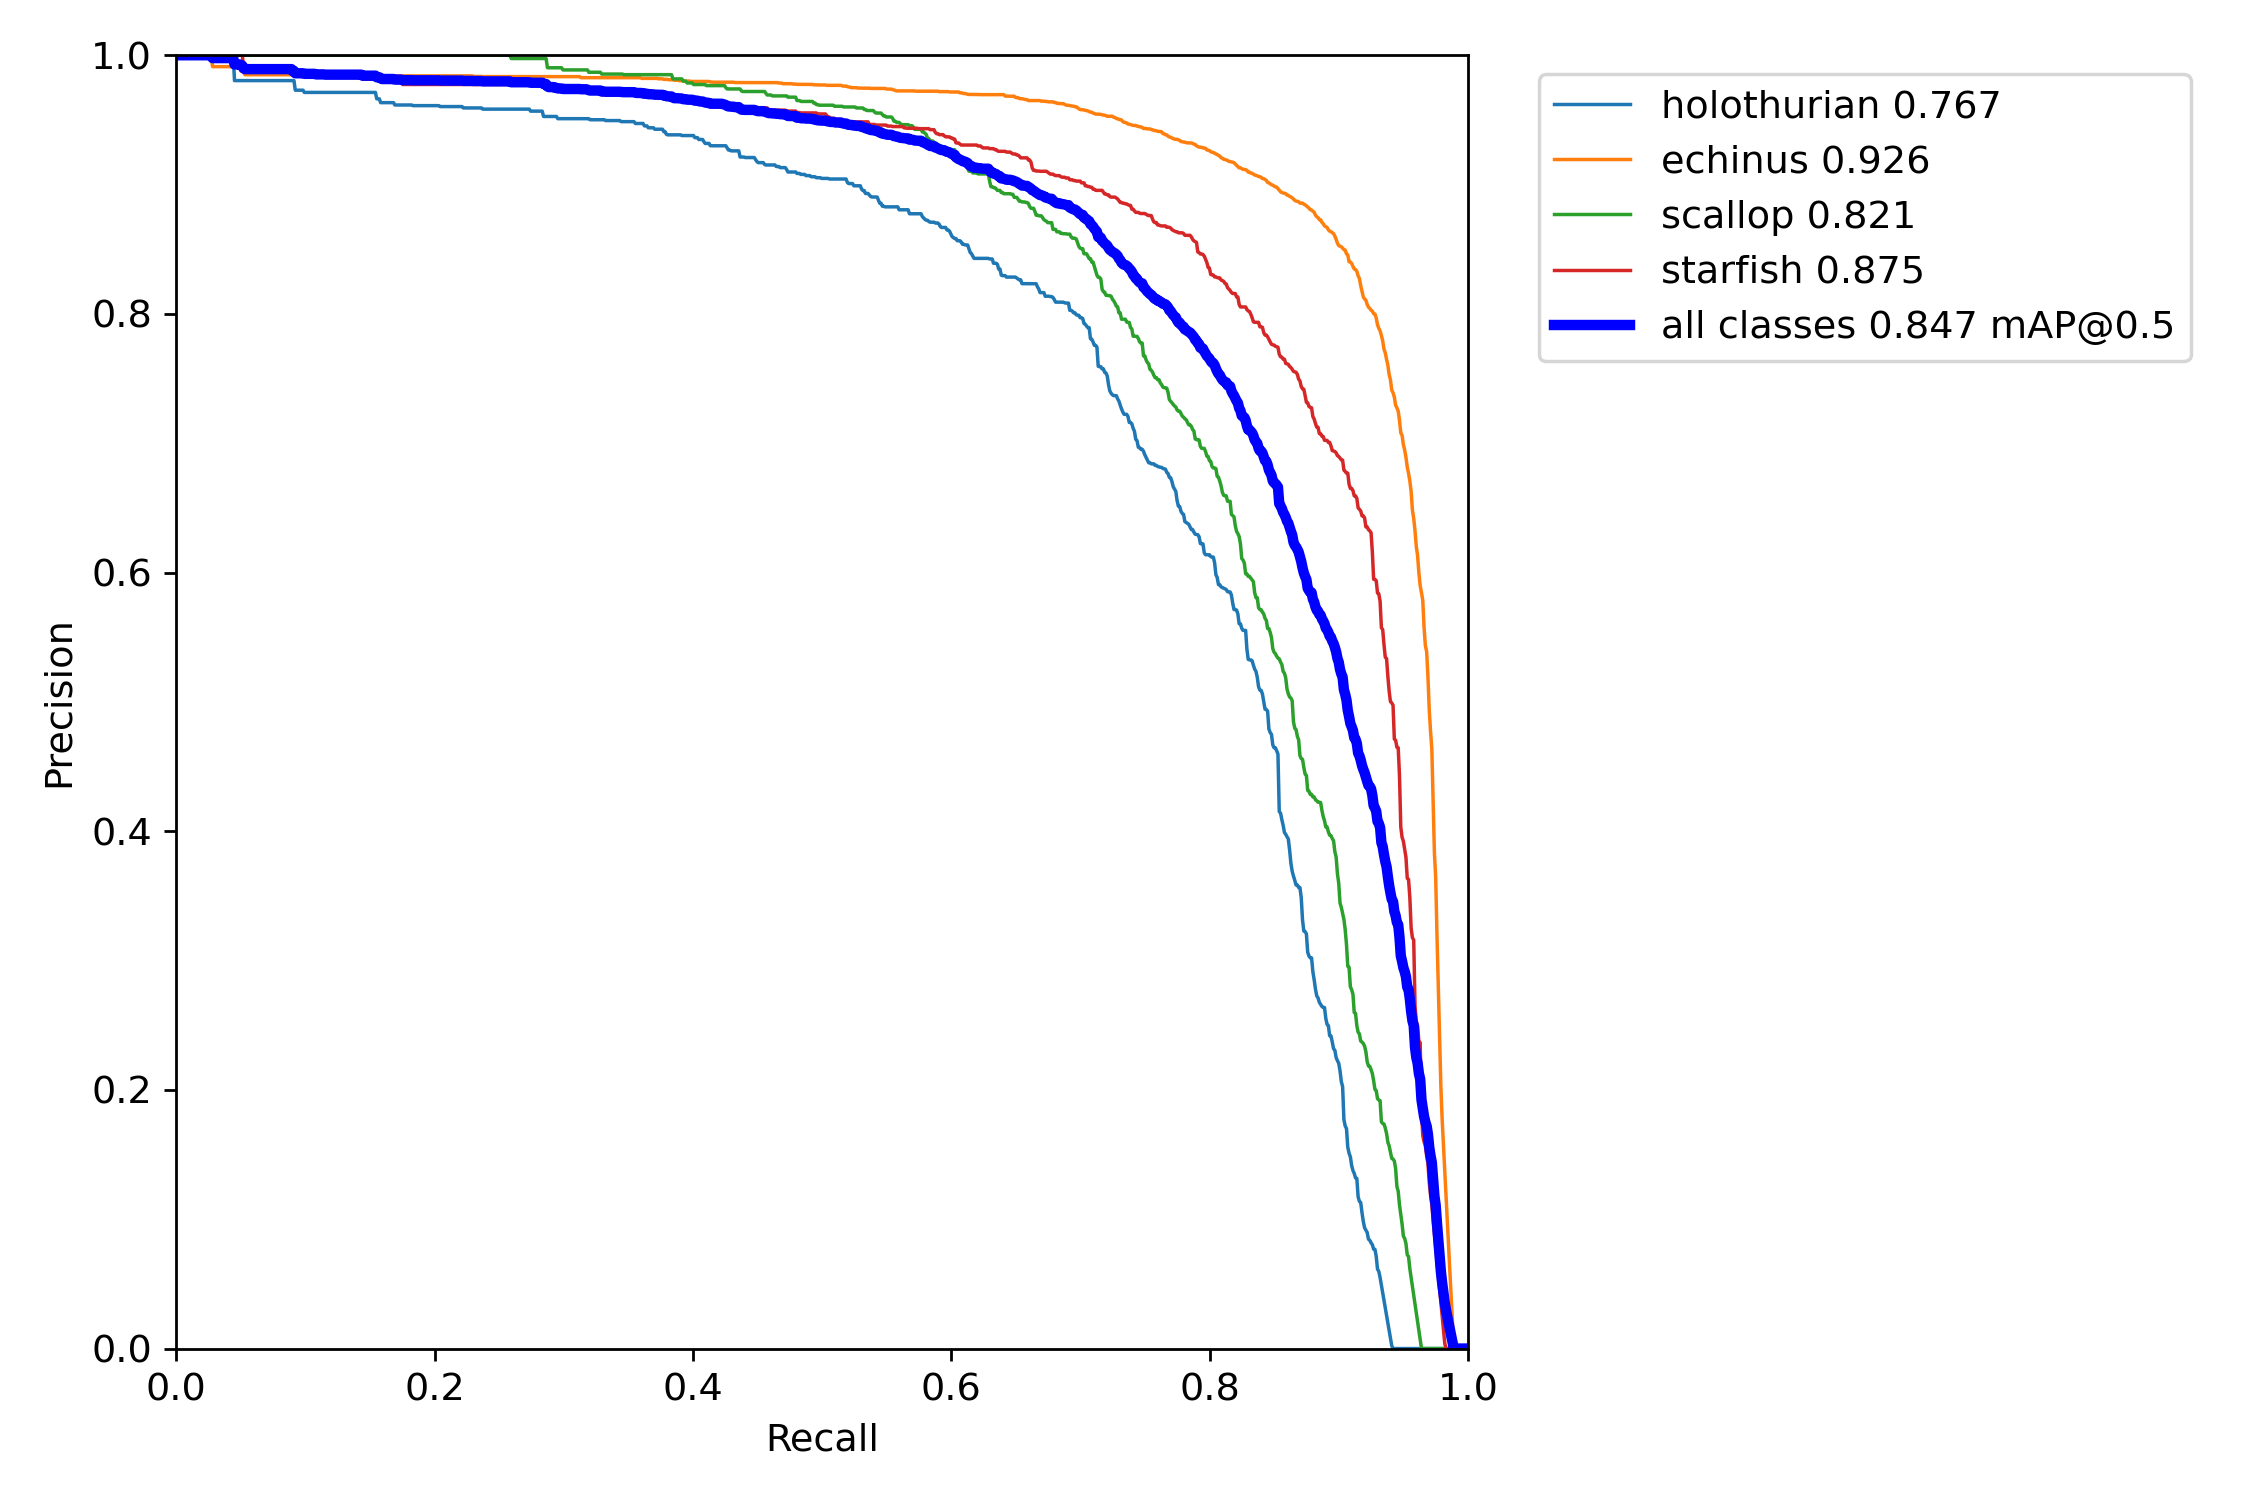 1.0
0.8
0.6
0.4
0.2
0.0
Precision
0.0 0.2 0.4 0.6 0.8 1.0
Recall
holothurian 0.767
echinus 0.926
scallop 0.821
starfish 0.875
all classes 0.847 mAP@0.5